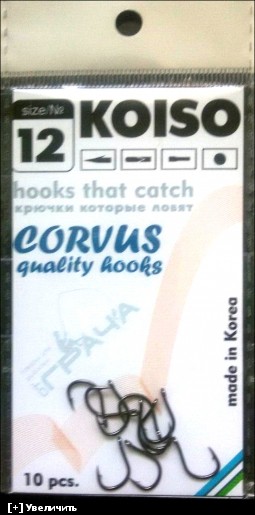 size/№
12
KOISO
hooks that catch
крючки которые ловят
CORVUS
quality hooks
ГРАЧА
made in Korea
10 pcs.
[+] Увеличить